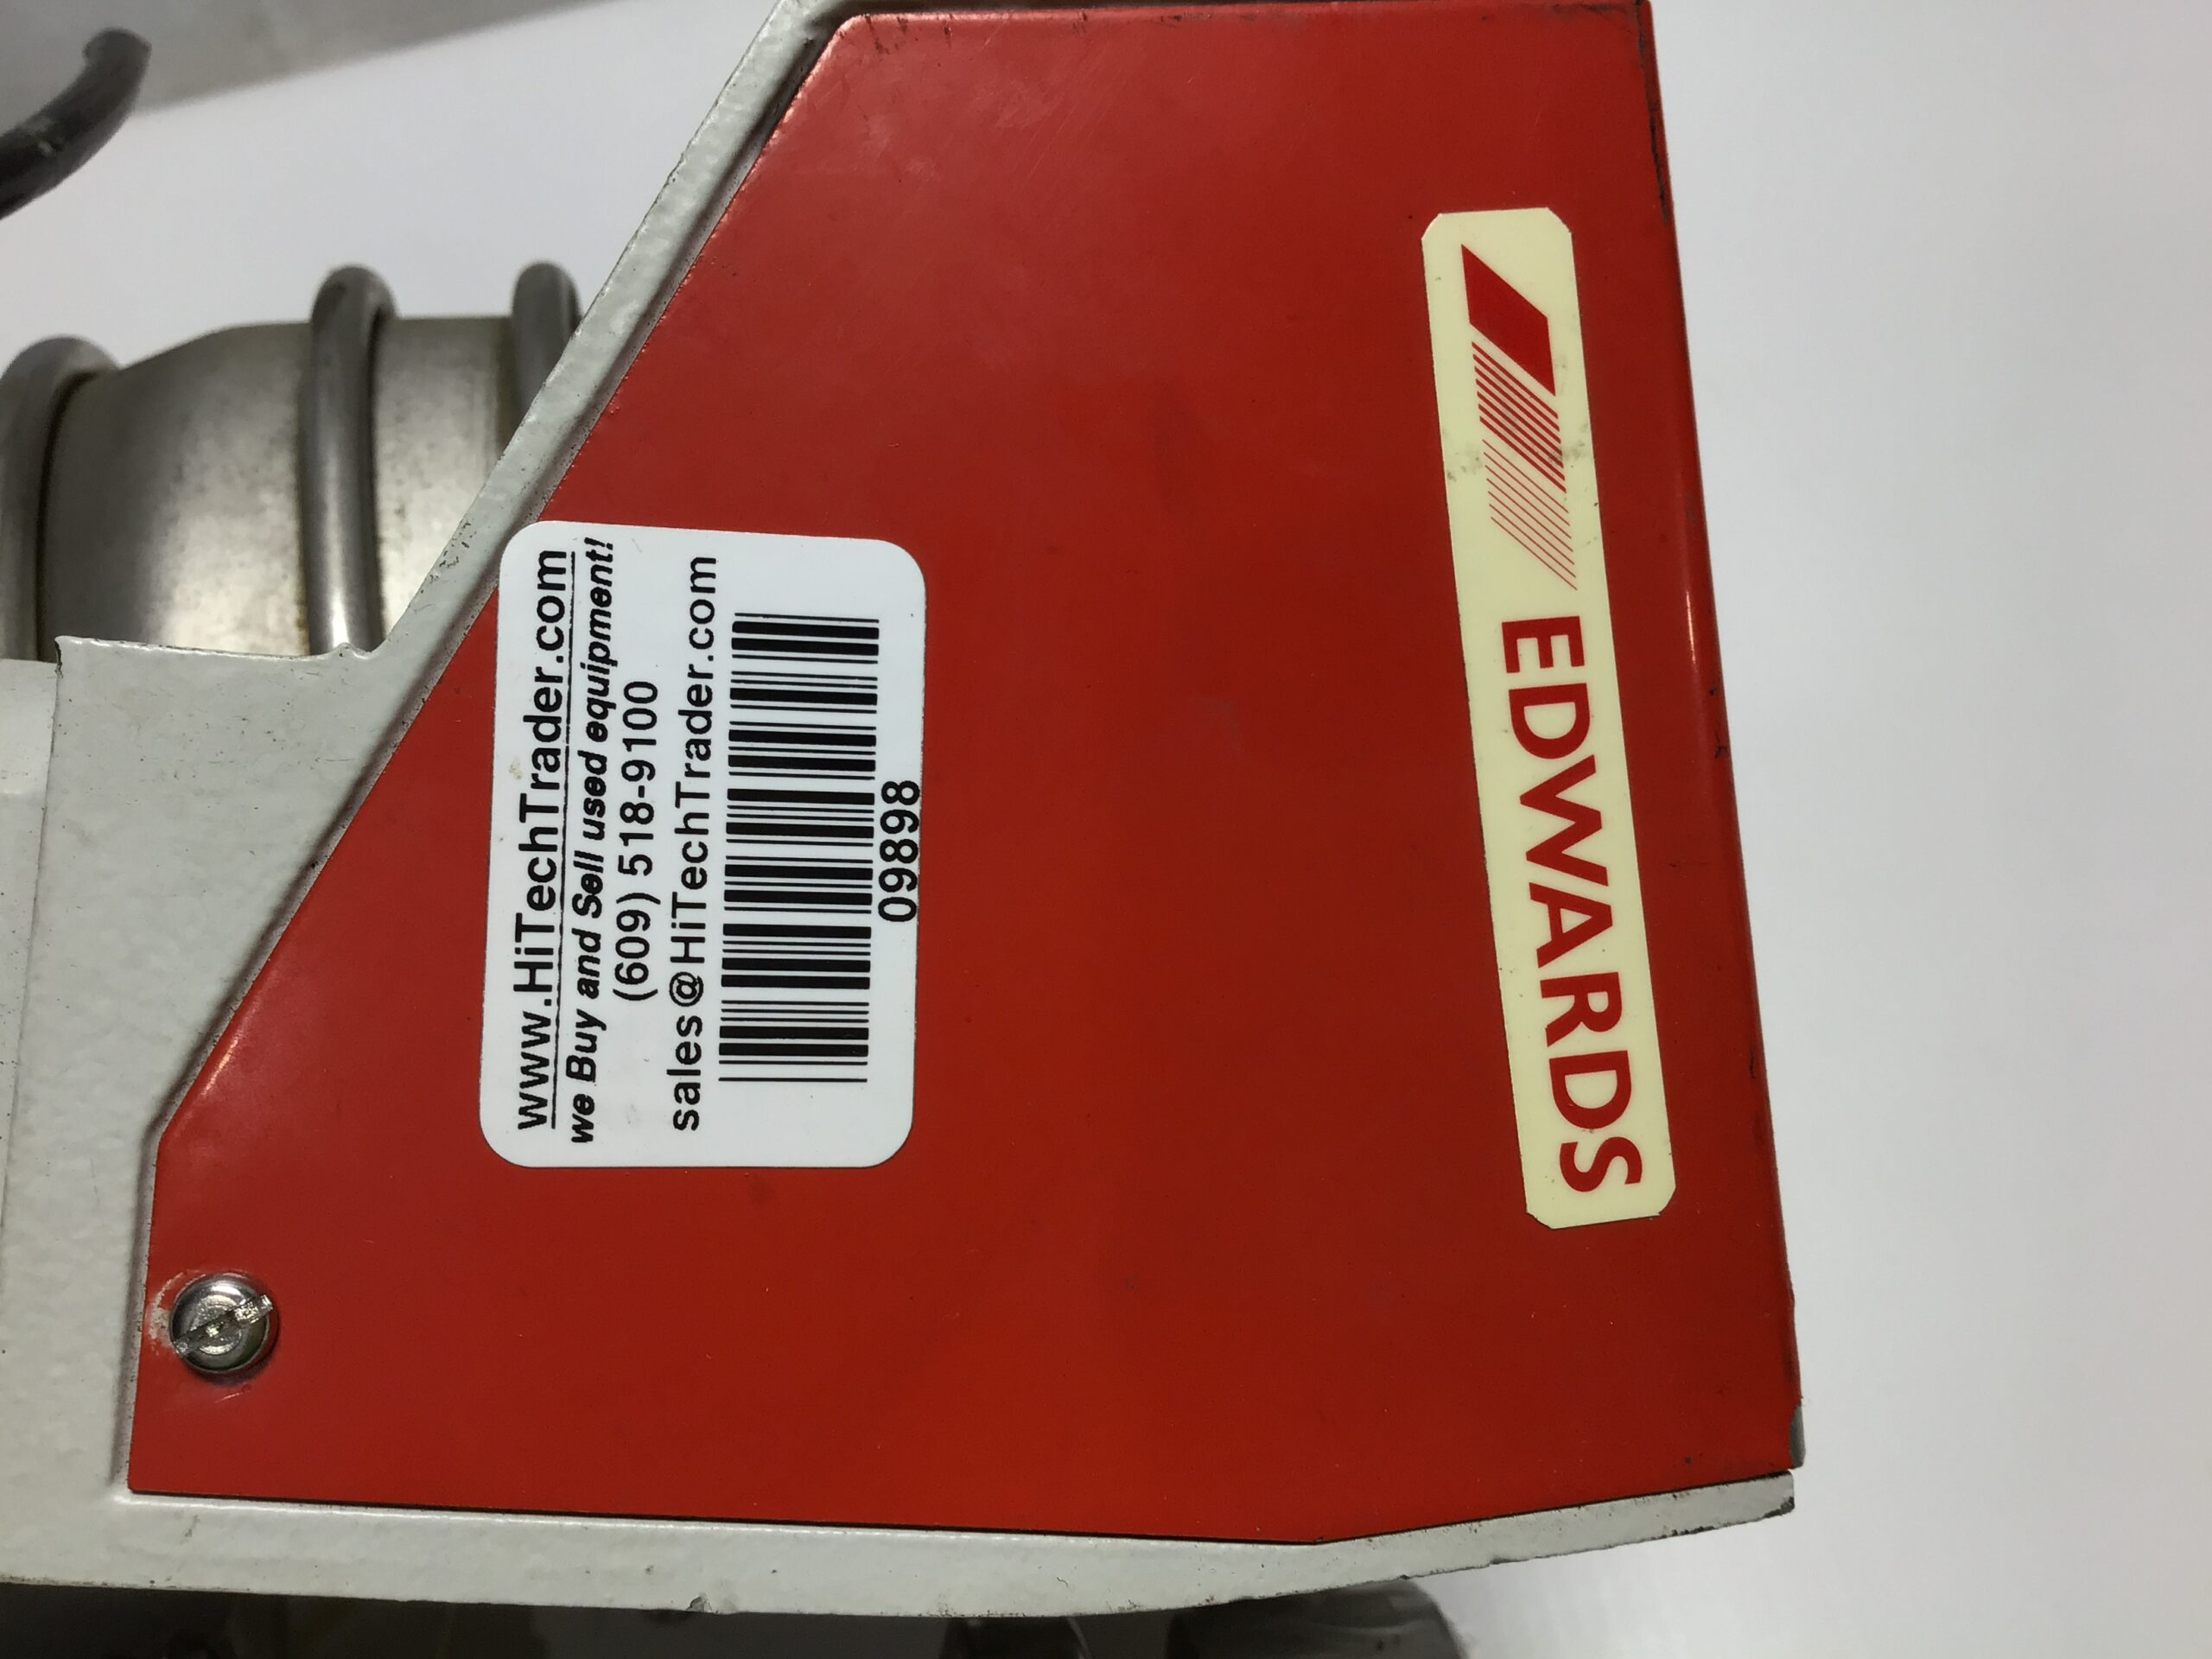 www.HiTechTrader.com
we Buy and Sell used equipment!
(609) 518-9100
sales@HiTechTrader.com
09898
EDWARDS